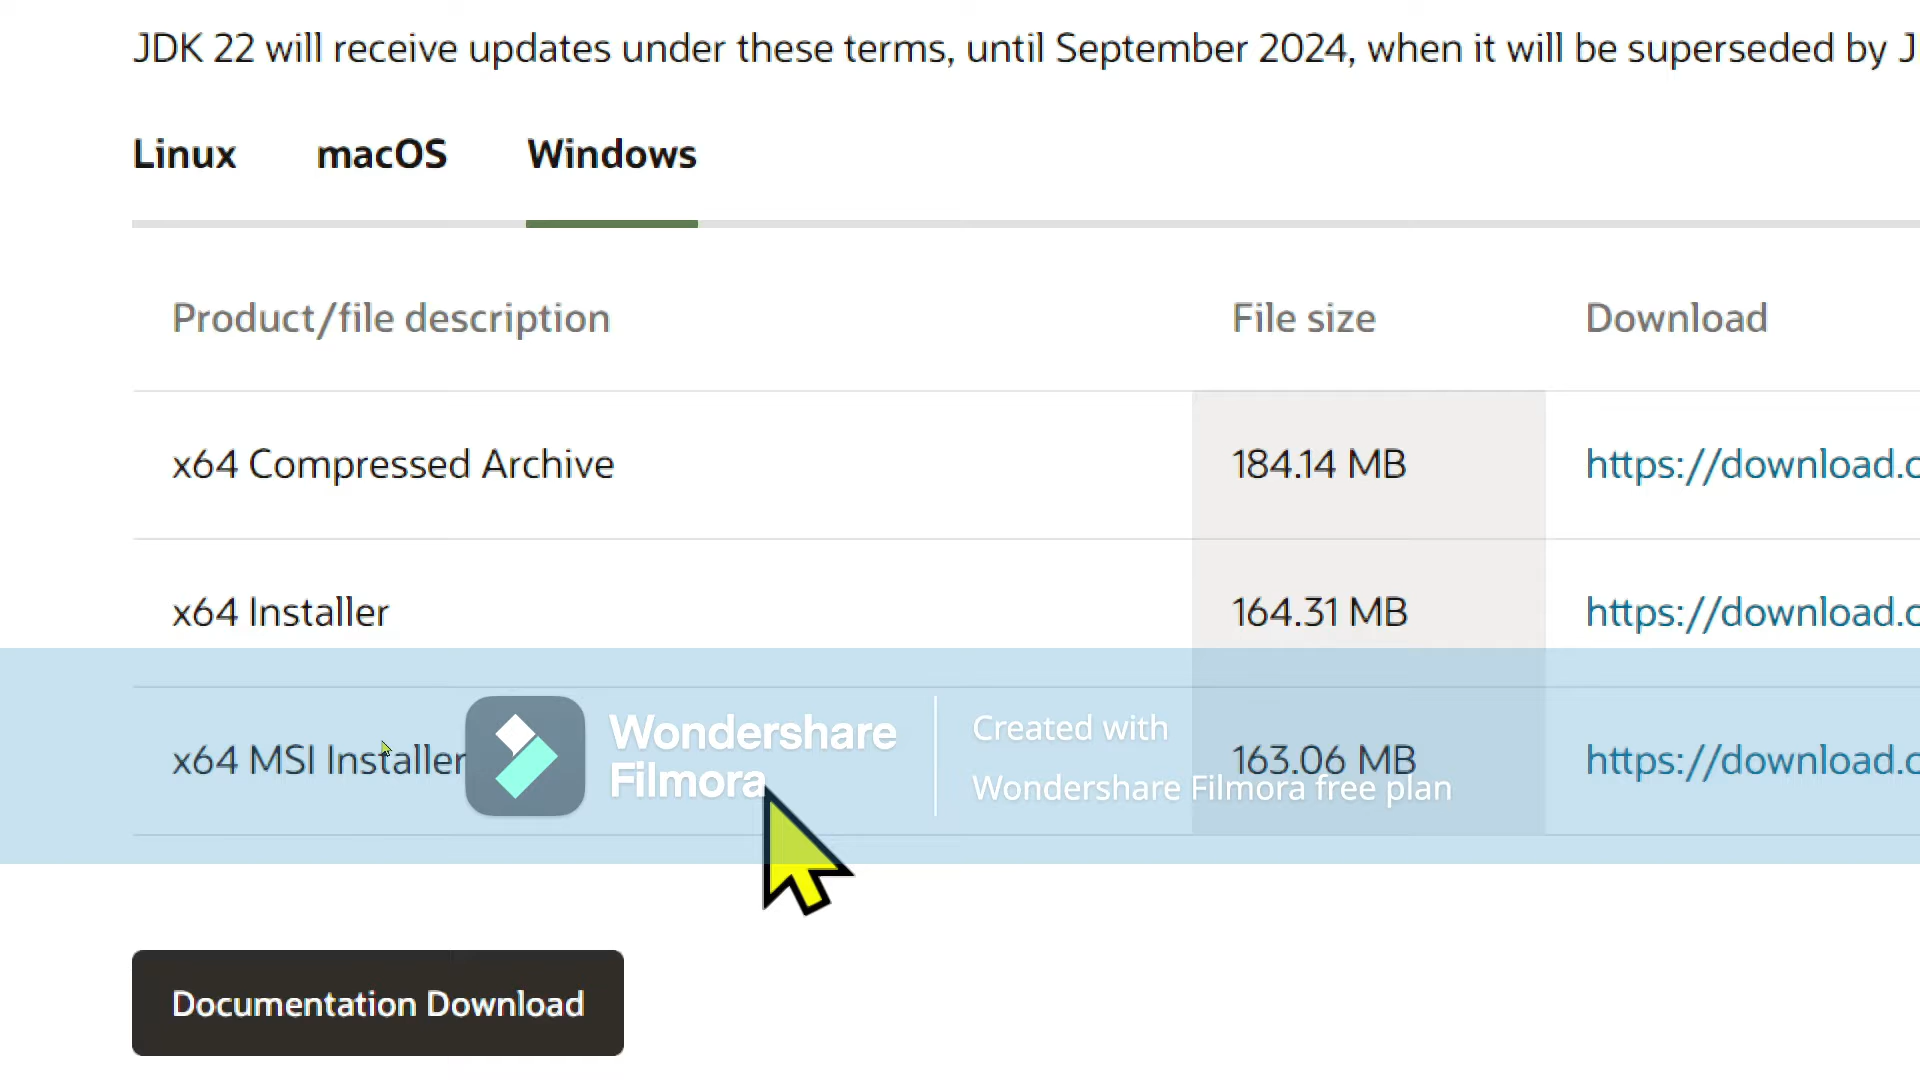 JDK 22 will receive updates under these terms, until September 2024, when it will be superseded by J
Linux macOS Windows
Product/file description File size Download
x64 Compressed Archive 184.14 MB https://download.o
x64 Installer 164.31 MB https://download.o
x64 MSI Installer 163.06 MB https://download.o
Wondershare
Filmora
Created with
Wondershare Filmora free plan
Documentation Download